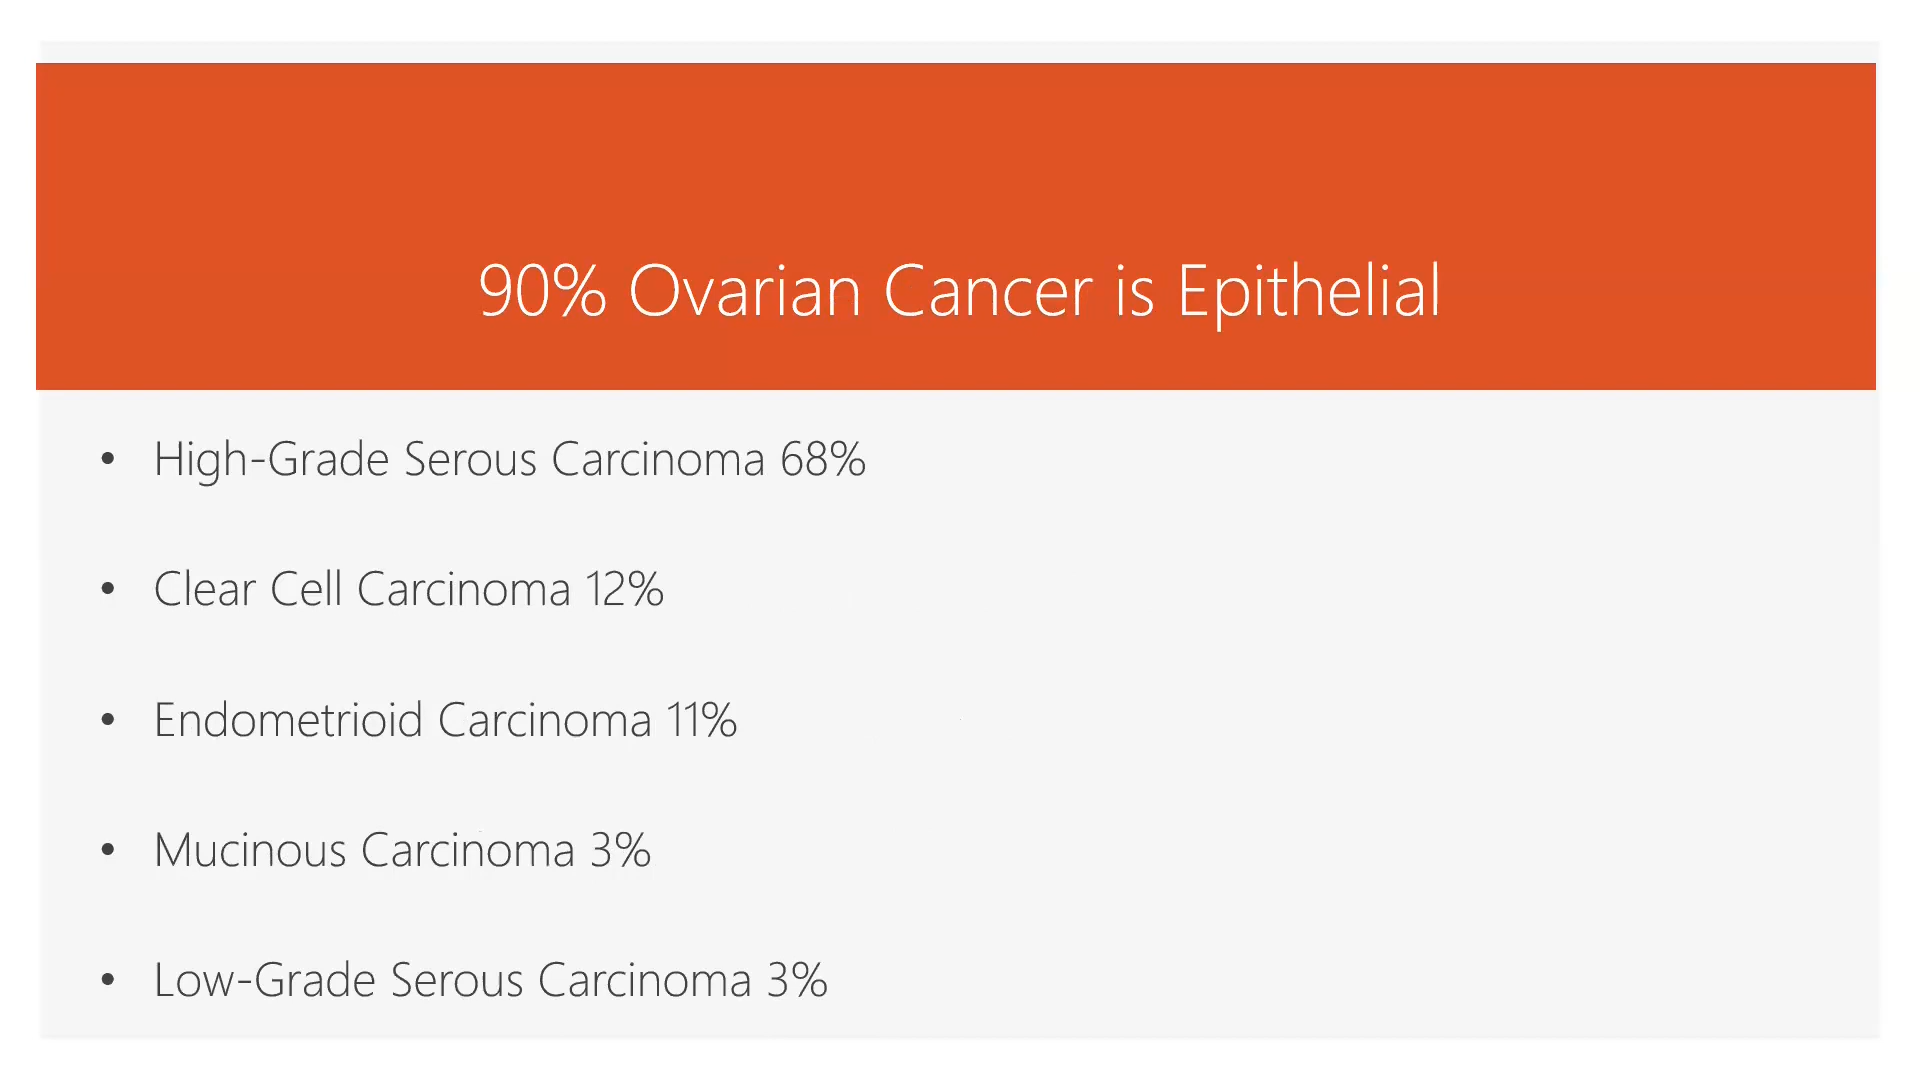 90% Ovarian Cancer is Epithelial
• High-Grade Serous Carcinoma 68%
• Clear Cell Carcinoma 12%
• Endometrioid Carcinoma 11%
• Mucinous Carcinoma 3%
• Low-Grade Serous Carcinoma 3%